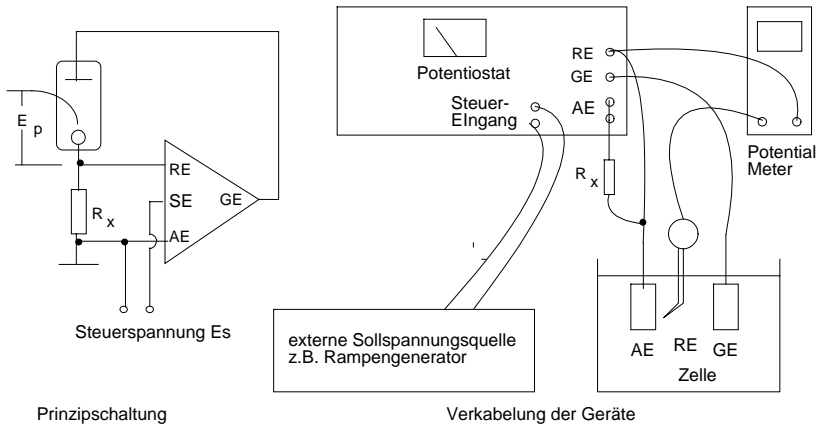 E p
RE
SE
GE
R x
AE
Steuerspannung Es
Prinzipschaltung
Potentiostat
RE
GE
AE
Steuer-
EIngang
R x
Potential
Meter
externe Sollspannungsquelle
z.B. Rampengenerator
AE
RE
GE
Zelle
Verkabelung der Geräte